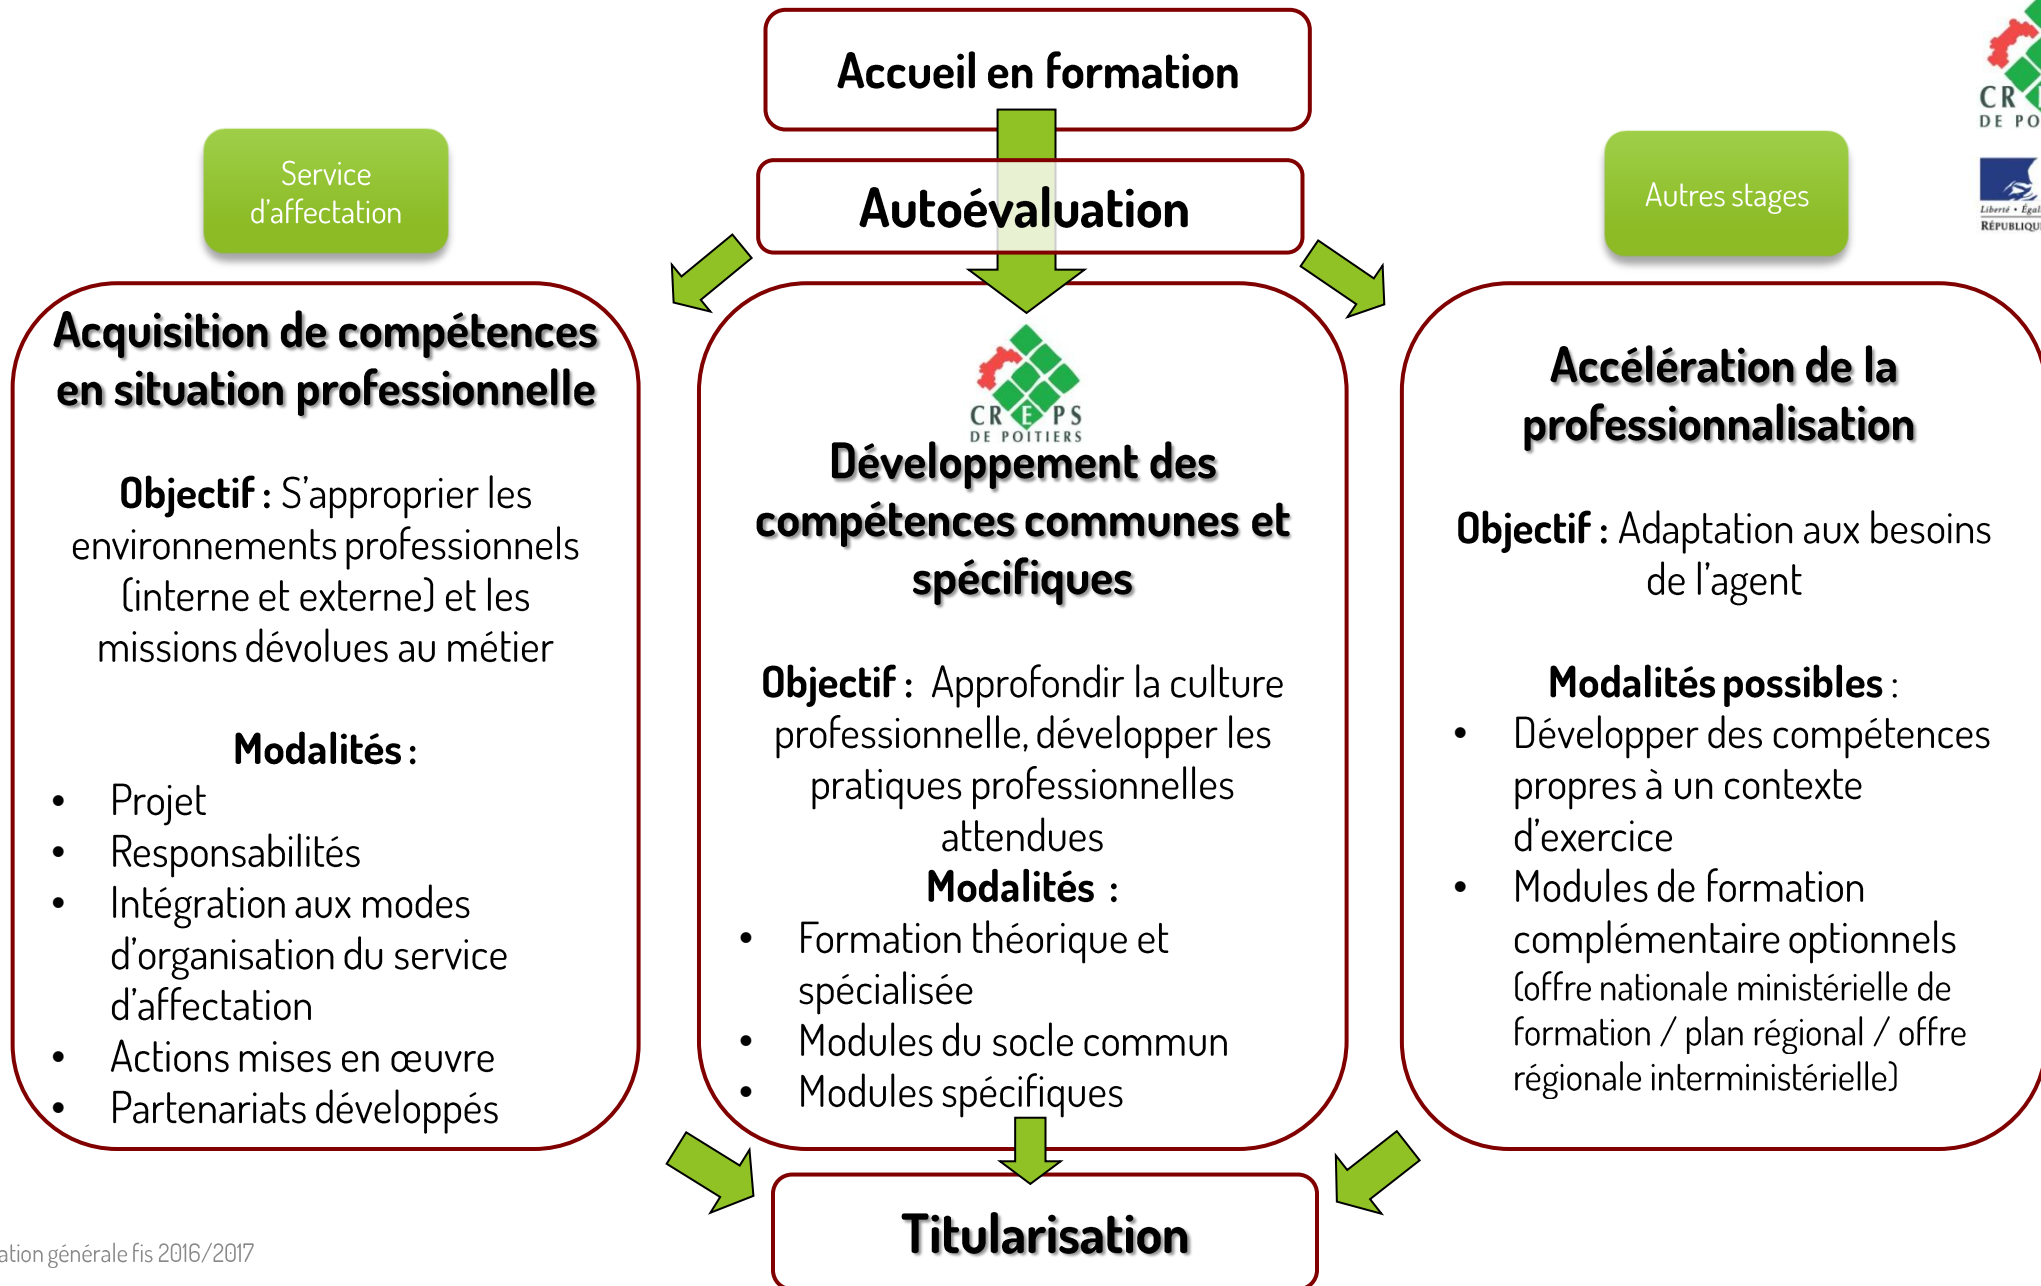 Accueil en formation
Autoévaluation
Service
d'affectation
Autres stages
CR
DE PO
Liberté • Égal
RÉPUBLIQU
Acquisition de compétences
en situation professionnelle
Objectif : S'approprier les
environnements professionnels
(interne et externe) et les
missions dévolues au métier
Modalités :
• Projet
• Responsabilités
• Intégration aux modes
d'organisation du service
d'affectation
• Actions mises en œuvre
• Partenariats développés
CREPS
DE POITIERS
Développement des
compétences communes et
spécifiques
Objectif : Approfondir la culture
professionnelle, développer les
pratiques professionnelles
attendues
Modalités :
• Formation théorique et
spécialisée
• Modules du socle commun
• Modules spécifiques
Accélération de la
professionnalisation
Objectif : Adaptation aux besoins
de l'agent
Modalités possibles :
• Développer des compétences
propres à un contexte
d'exercice
• Modules de formation
complémentaire optionnels
(offre nationale ministérielle de
formation / plan régional / offre
régionale interministérielle)
Titularisation
ation générale fis 2016/2017